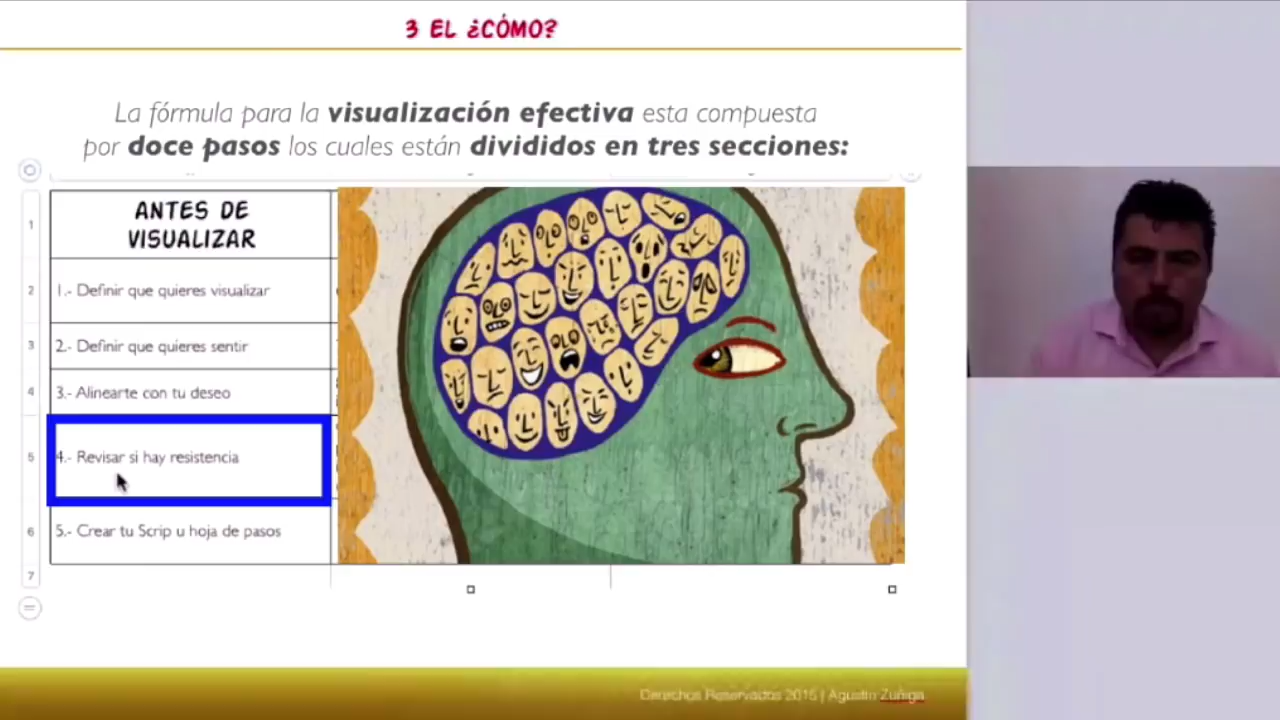 3 EL ¿CÓMO?
La fórmula para la visualización efectiva esta compuesta
por doce pasos los cuales están divididos en tres secciones:
1
ANTES DE
VISUALIZAR
2
1.- Definir que quieres visualizar
3
2.- Definir que quieres sentir
4
3.- Alinearte con tu deseo
5
4.- Revisar si hay resistencia
6
5.- Crear tu Scrip u hoja de pasos
7
Derechos Reservados 2015 | Agustín Zuñiga